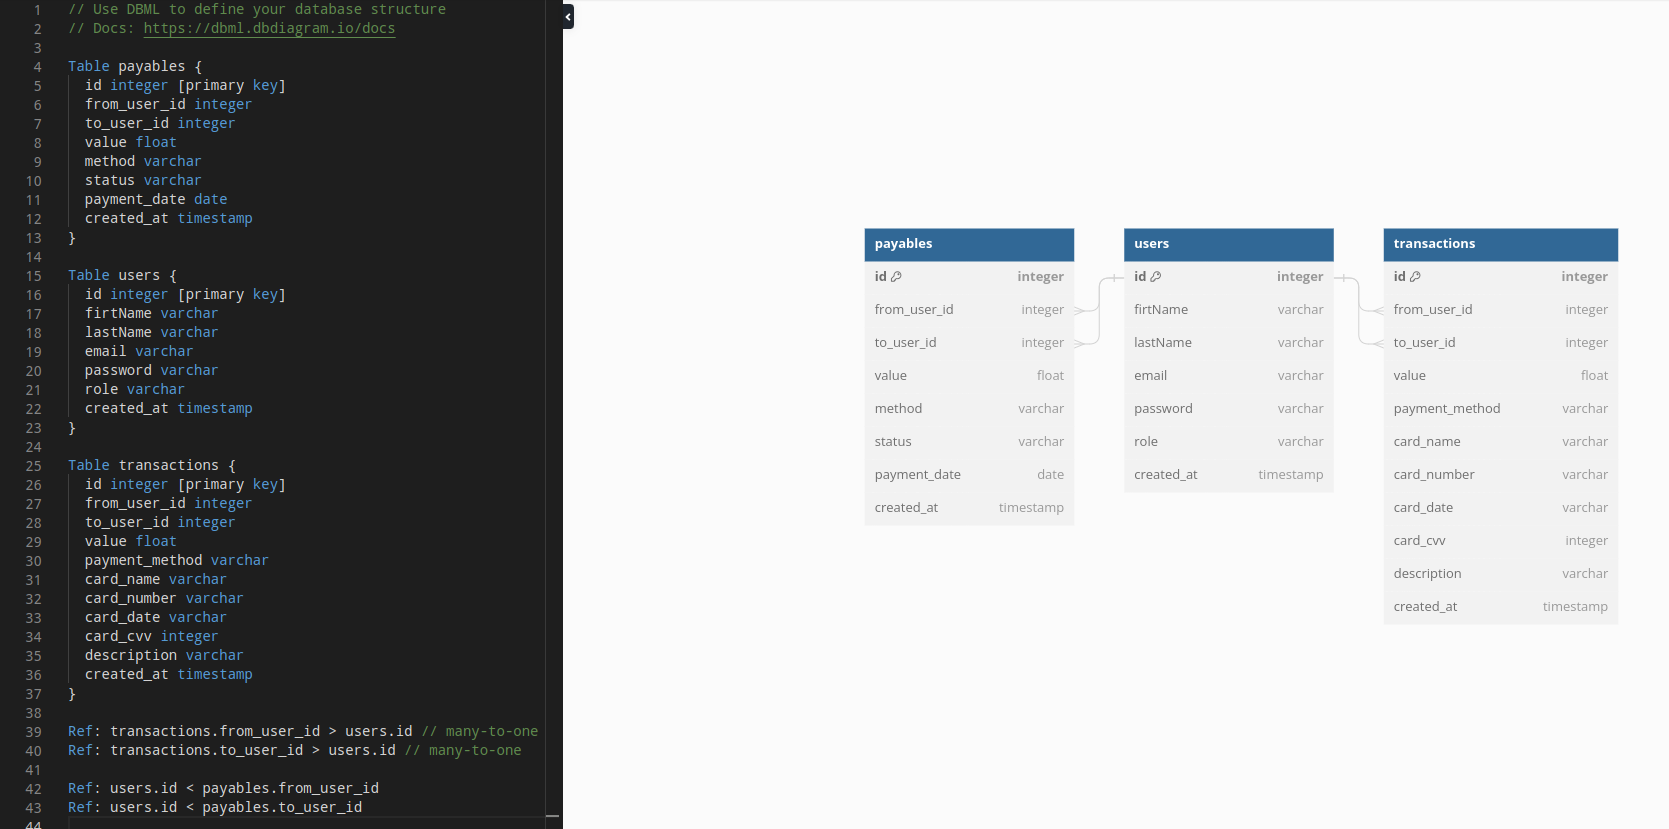 1 // Use DBML to define your database structure
2 // Docs: https://dbml.dbdiagram.io/docs
3
4 Table payables {
5 id integer [primary key]
6 from_user_id integer
7 to_user_id integer
8 value float
9 method varchar
10 status varchar
11 payment_date date
12 created_at timestamp
13 }
14
15 Table users {
16 id integer [primary key]
17 firtName varchar
18 lastName varchar
19 email varchar
20 password varchar
21 role varchar
22 created_at timestamp
23 }
24
25 Table transactions {
26 id integer [primary key]
27 from_user_id integer
28 to_user_id integer
29 value float
30 payment_method varchar
31 card_name varchar
32 card_number varchar
33 card_date varchar
34 card_cvv integer
35 description varchar
36 created_at timestamp
37 }
38
39 Ref: transactions.from_user_id > users.id // many-to-one
40 Ref: transactions.to_user_id > users.id // many-to-one
41
42 Ref: users.id < payables.from_user_id
43 Ref: users.id < payables.to_user_id
44
payables
id integer
from_user_id integer
to_user_id integer
value float
method varchar
status varchar
payment_date date
created_at timestamp
users
id integer
firtName varchar
lastName varchar
email varchar
password varchar
role varchar
created_at timestamp
transactions
id integer
from_user_id integer
to_user_id integer
value float
payment_method varchar
card_name varchar
card_number varchar
card_date varchar
card_cvv integer
description varchar
created_at timestamp